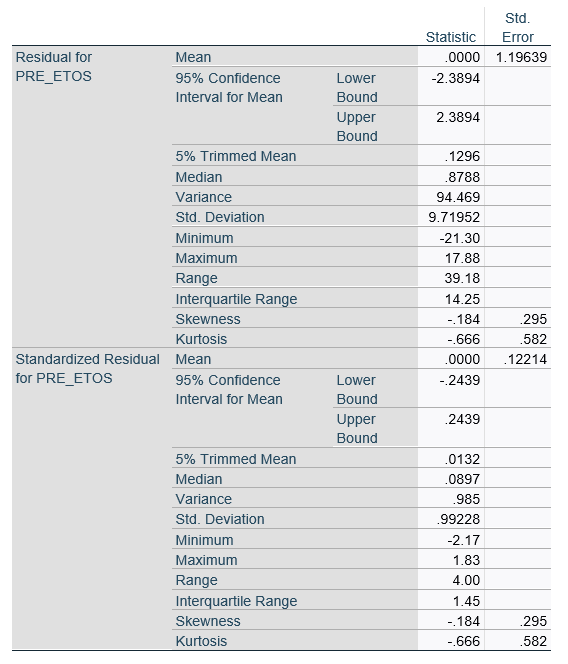 Std.
Statistic Error
Residual for Mean .0000 1.19639
PRE_ETOS 95% Confidence Lower -2.3894
Interval for Mean Bound
Upper 2.3894
Bound
5% Trimmed Mean .1296
Median .8788
Variance 94.469
Std. Deviation 9.71952
Minimum -21.30
Maximum 17.88
Range 39.18
Interquartile Range 14.25
Skewness -.184 .295
Kurtosis -.666 .582
Standardized Residual Mean .0000 .12214
for PRE_ETOS 95% Confidence Lower -.2439
Interval for Mean Bound
Upper .2439
Bound
5% Trimmed Mean .0132
Median .0897
Variance .985
Std. Deviation .99228
Minimum -2.17
Maximum 1.83
Range 4.00
Interquartile Range 1.45
Skewness -.184 .295
Kurtosis -.666 .582